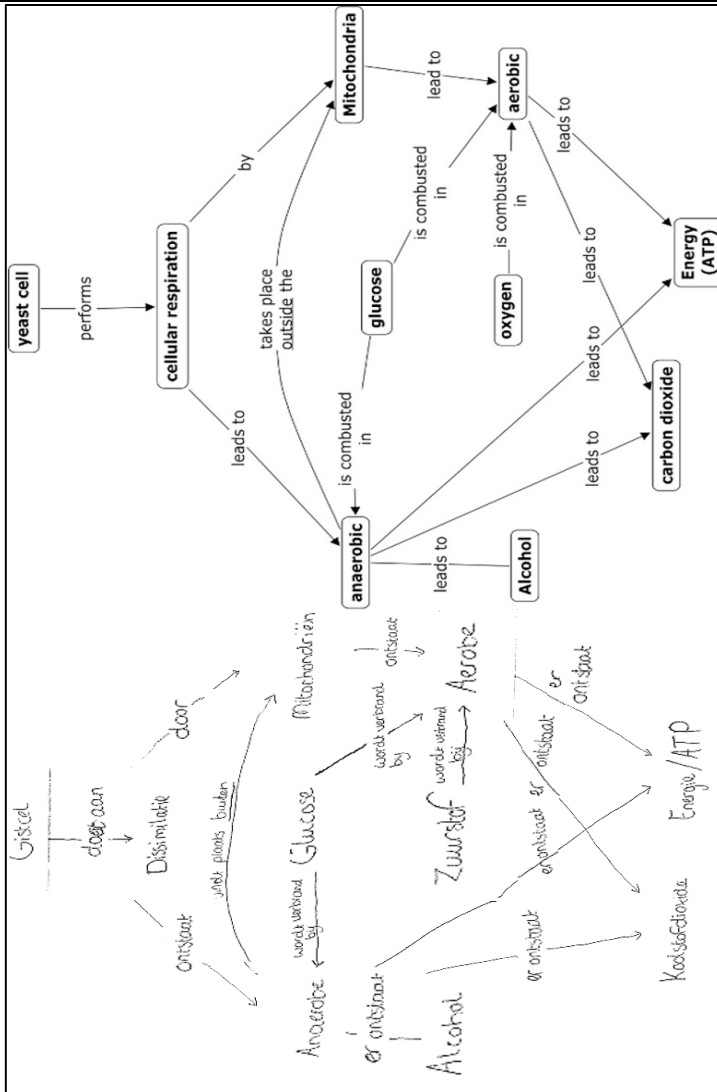 Gistcel
doet aan
ontstaat
Dissimilatie
door
vindt plaats buiten
Anaerobe
wordt verbrand
by
Glucose
Mitochondriën
er ontstaat
wordt verbrand
by
ontstaat
Alcohol
Zuurstof
wordt verbrand
by
Aerobe
er ontstaat
er ontstaat
er ontstaat
er
ontstaat
Koolstofdioxide
Energie/ATP
yeast cell
performs
cellular respiration
leads to
by
takes place
outside the
anaerobic
is combusted
in
glucose
Mitochondria
is combusted
in
lead to
leads to
oxygen
is combusted
in
aerobic
Alcohol
leads to
leads to
leads to
leads to
carbon dioxide
Energy
(ATP)